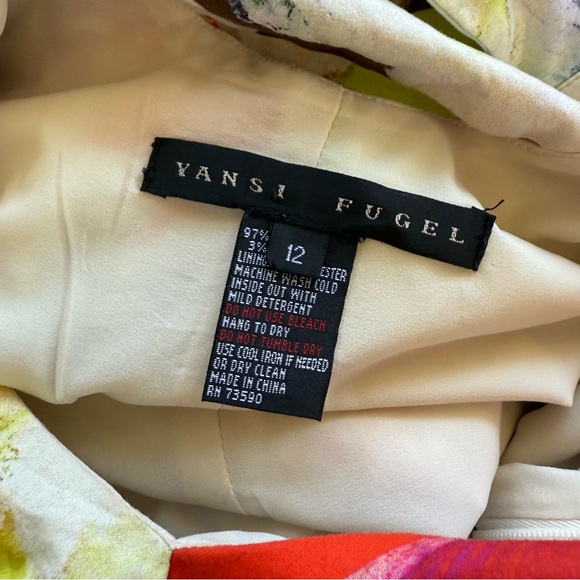 YANSI FUGEL
12
97%
3%
LINING ESTER
MACHINE WASH COLD
INSIDE OUT WITH
MILD DETERGENT
DO NOT USE BLEACH
HANG TO DRY
DO NOT TUMBLE DRY
USE COOL IRON IF NEEDED
OR DRY CLEAN
MADE IN CHINA
RN 73590